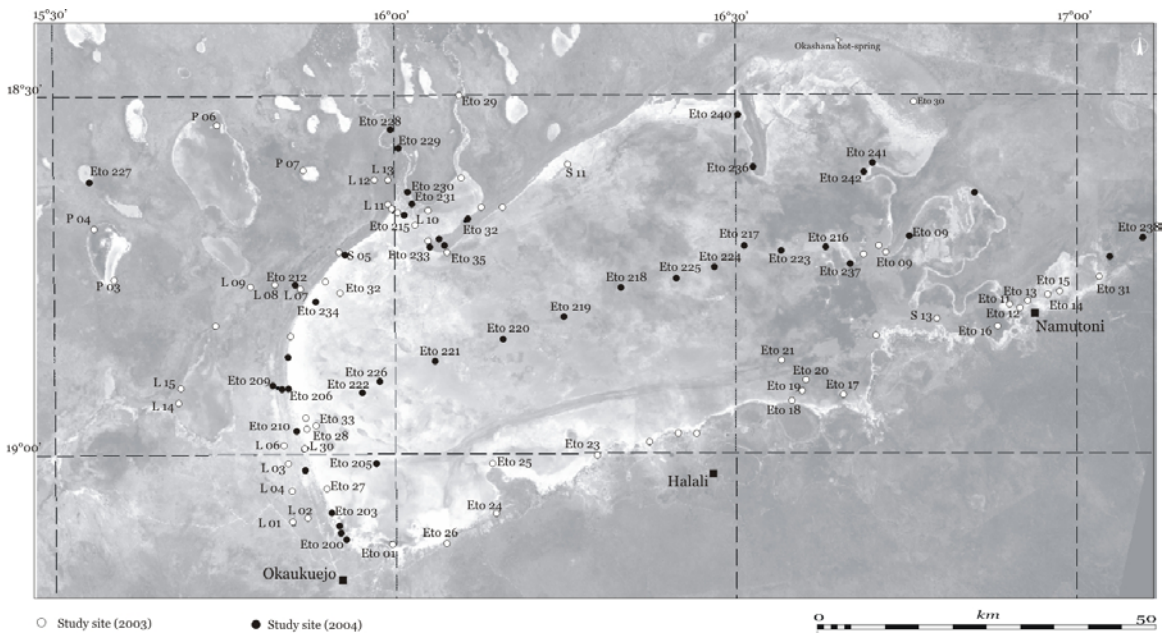 15°30' 16°00' 16°30' 17°00'
Okashana hot-spring
18°30'
Eto 29
Eto 30
P 06
Eto 228
Eto 240
Eto 229
P 07
L 13
Eto 227
L 12
S 11
Eto 236
Eto 241
Eto 242
Eto 230
Eto 231
L 11
L 10
P 04
Eto 215
Eto 32
Eto 09
Eto 238
Eto 217
Eto 216
S 05
Eto 233
Eto 35
Eto 223
Eto 09
Eto 224
Eto 237
Eto 212
Eto 225
P 03
L 09
L 08
L 07
Eto 32
Eto 218
Eto 15
Eto 31
Eto 13
Eto 11
Eto 14
Eto 234
Eto 12
Eto 219
S 13
Namutoni
Eto 16
Eto 220
Eto 221
Eto 21
Eto 226
Eto 20
Eto 209
Eto 222
Eto 19
Eto 17
L 15
Eto 206
L 14
Eto 18
Eto 33
Eto 210
Eto 28
L 06
L 30
Eto 23
19°00'
L 03
Eto 205
Eto 25
Halali
L 04
Eto 27
L 02
Eto 203
Eto 24
L 01
Eto 200
Eto 01
Eto 26
Okaukuejo
Study site (2003) Study site (2004)
0 km 50